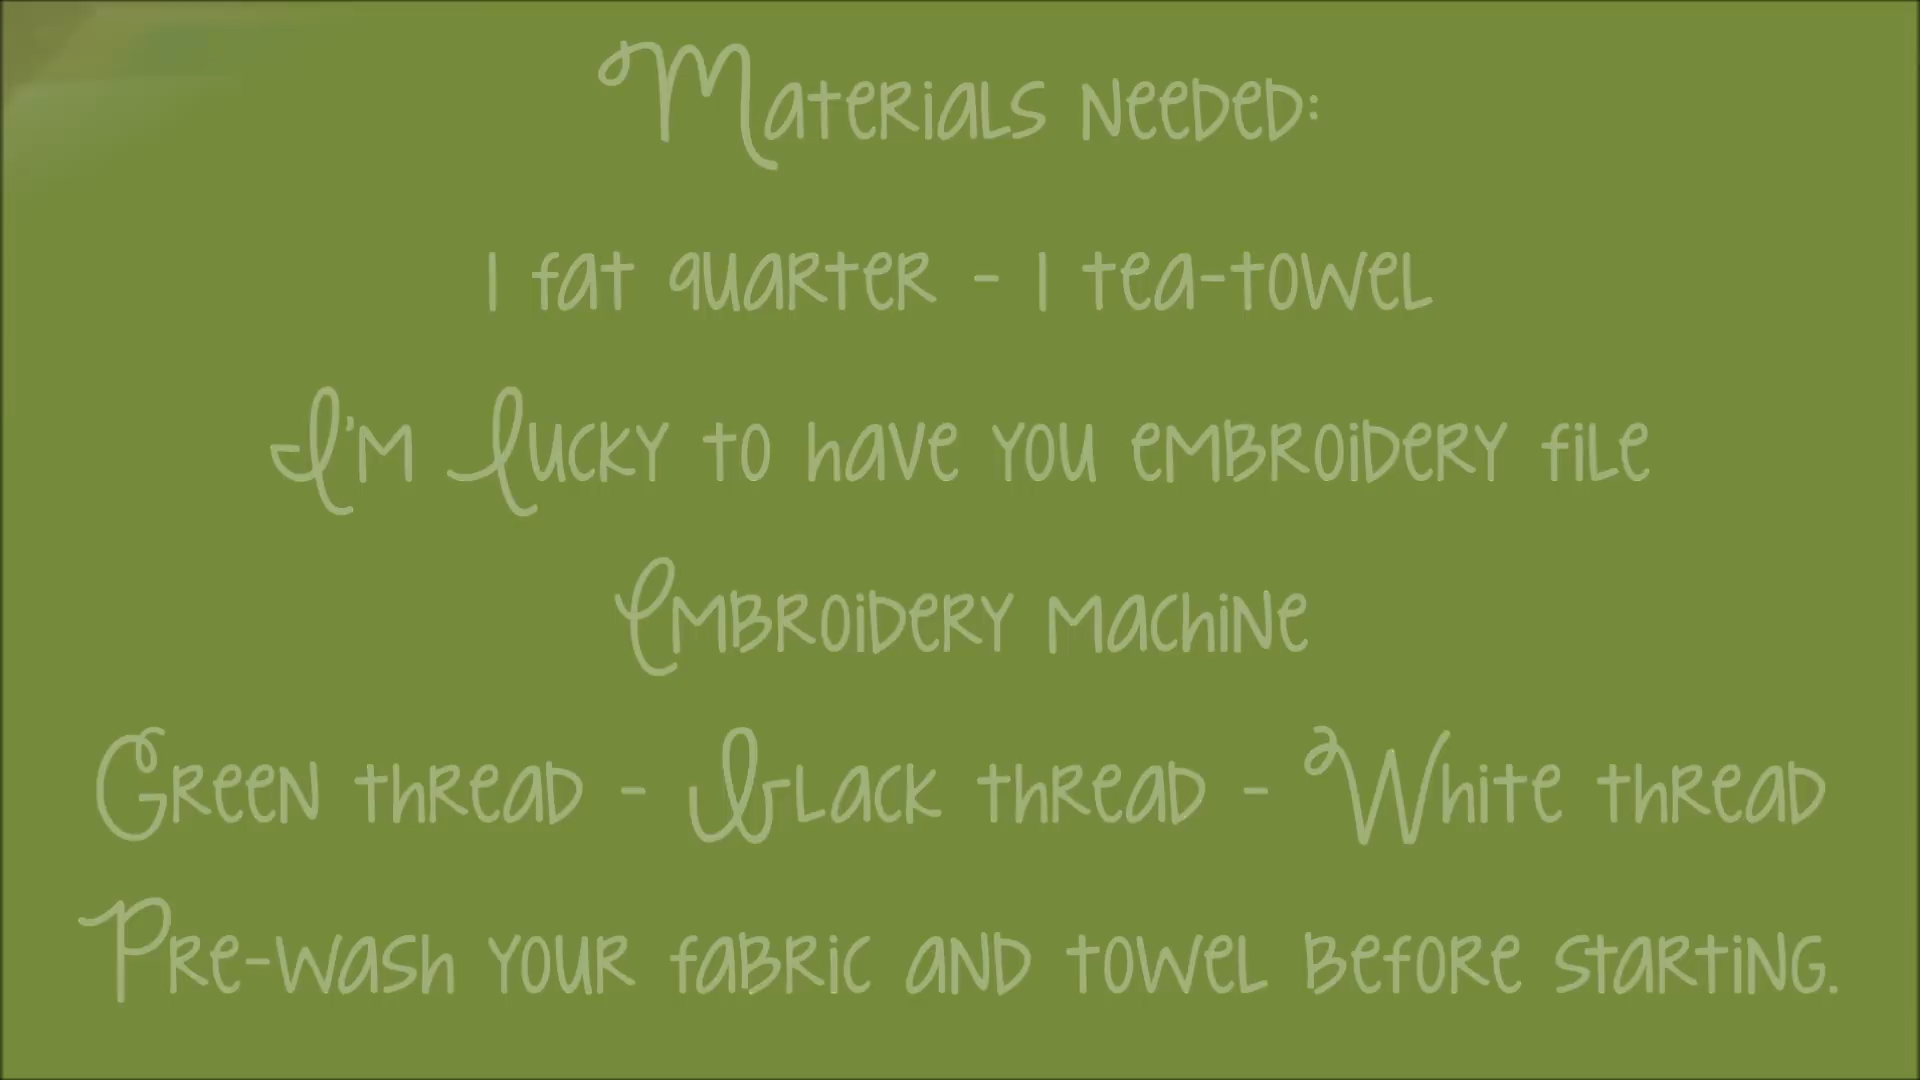 Materials needed:
1 fat quarter - 1 tea-towel
I'm Lucky to have you embroidery file
Embroidery machine
Green thread - Black thread - White thread
Pre-wash your fabric and towel before starting.